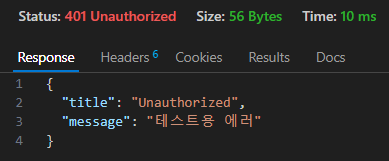 Status: 401 Unauthorized Size: 56 Bytes Time: 10 ms
Response Headers 6 Cookies Results Docs
1 {
2 "title": "Unauthorized",
3 "message": "테스트용 에러"
4 }